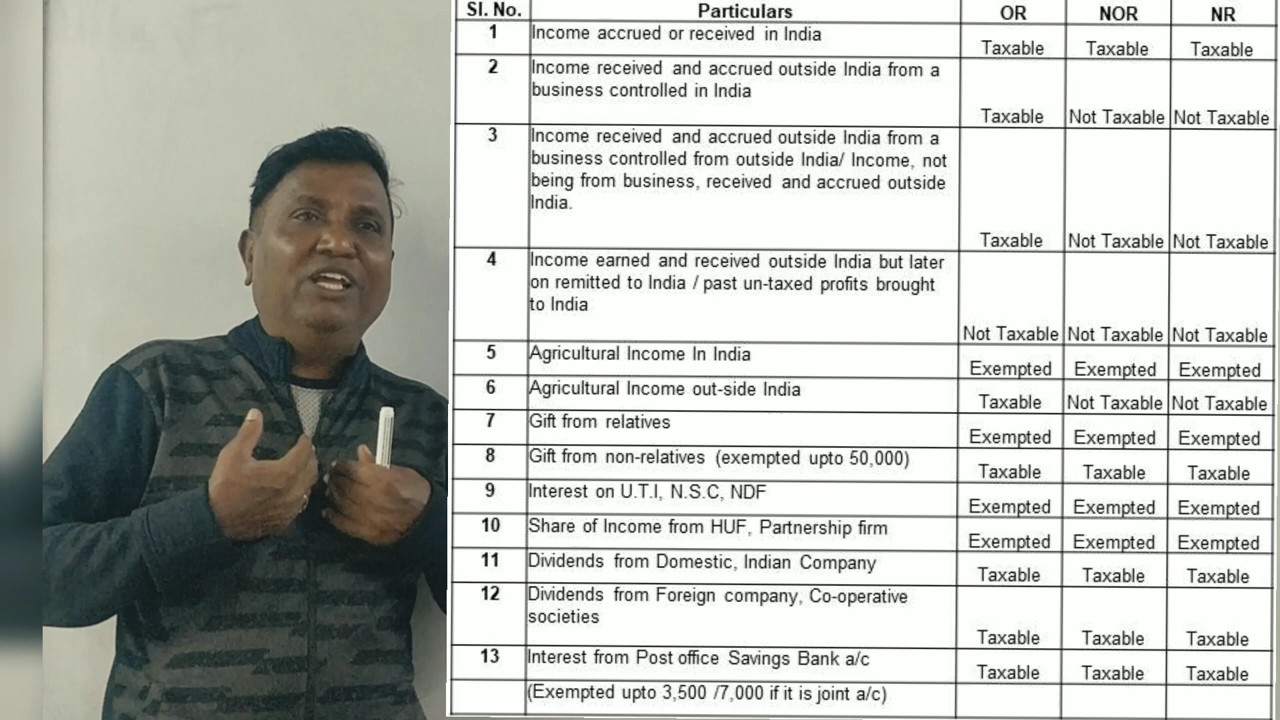 Sl. No. Particulars OR NOR NR
1 Income accrued or received in India Taxable Taxable Taxable
2 Income received and accrued outside India from a
business controlled in India
Taxable Not Taxable Not Taxable
3 Income received and accrued outside India from a
business controlled from outside India/ Income, not
being from business, received and accrued outside
India.
Taxable Not Taxable Not Taxable
4 Income earned and received outside India but later
on remitted to India / past un-taxed profits brought
to India
Not Taxable Not Taxable Not Taxable
5 Agricultural Income In India Exempted Exempted Exempted
6 Agricultural Income out-side India Taxable Not Taxable Not Taxable
7 Gift from relatives Exempted Exempted Exempted
8 Gift from non-relatives (exempted upto 50,000) Taxable Taxable Taxable
9 Interest on U.T.I, N.S.C, NDF Exempted Exempted Exempted
10 Share of Income from HUF, Partnership firm Exempted Exempted Exempted
11 Dividends from Domestic, Indian Company Taxable Taxable Taxable
12 Dividends from Foreign company, Co-operative
societies
Taxable Taxable Taxable
13 Interest from Post office Savings Bank a/c Taxable Taxable Taxable
(Exempted upto 3,500 /7,000 if it is joint a/c)